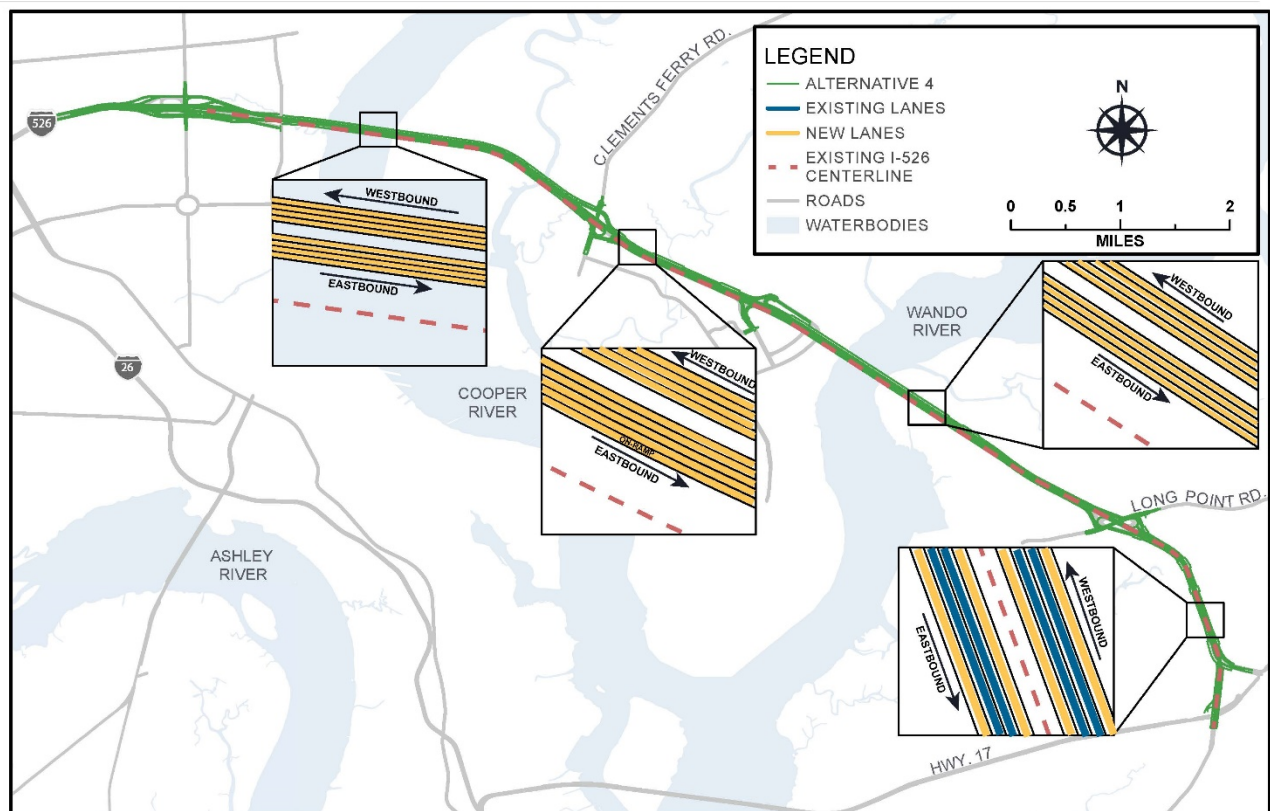 LEGEND
ALTERNATIVE 4
EXISTING LANES
NEW LANES
EXISTING I-526
CENTERLINE
ROADS
WATERBODIES
N
0 0.5 1 2
MILES
CLEMENTS FERRY RD.
526
WESTBOUND
EASTBOUND
26
COOPER
RIVER
WESTBOUND
ON-RAMP
EASTBOUND
WANDO
RIVER
WESTBOUND
EASTBOUND
LONG POINT RD.
ASHLEY
RIVER
WESTBOUND
EASTBOUND
HWY. 17